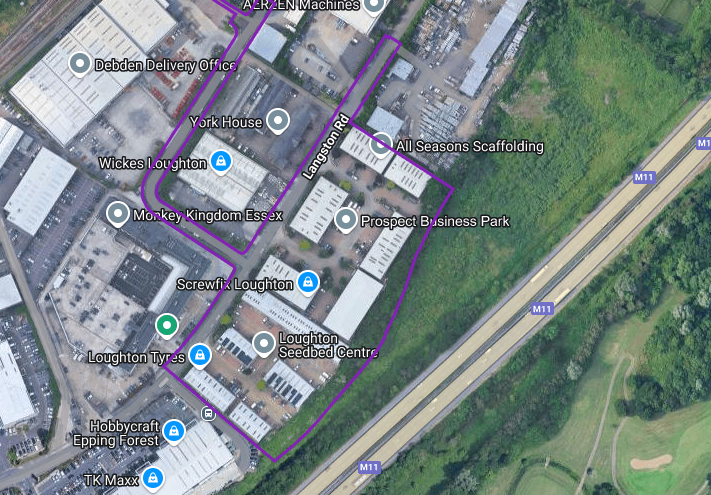 AERZEN Machines
Debden Delivery Office
York House
Langston Rd
All Seasons Scaffolding
M1
Wickes Loughton
M11
Monkey Kingdom Essex
Prospect Business Park
Screwfix Loughton
M11
Loughton
Seedbed Centre
Loughton Tyres
Hobbycraft
Epping Forest
M11
TK Maxx